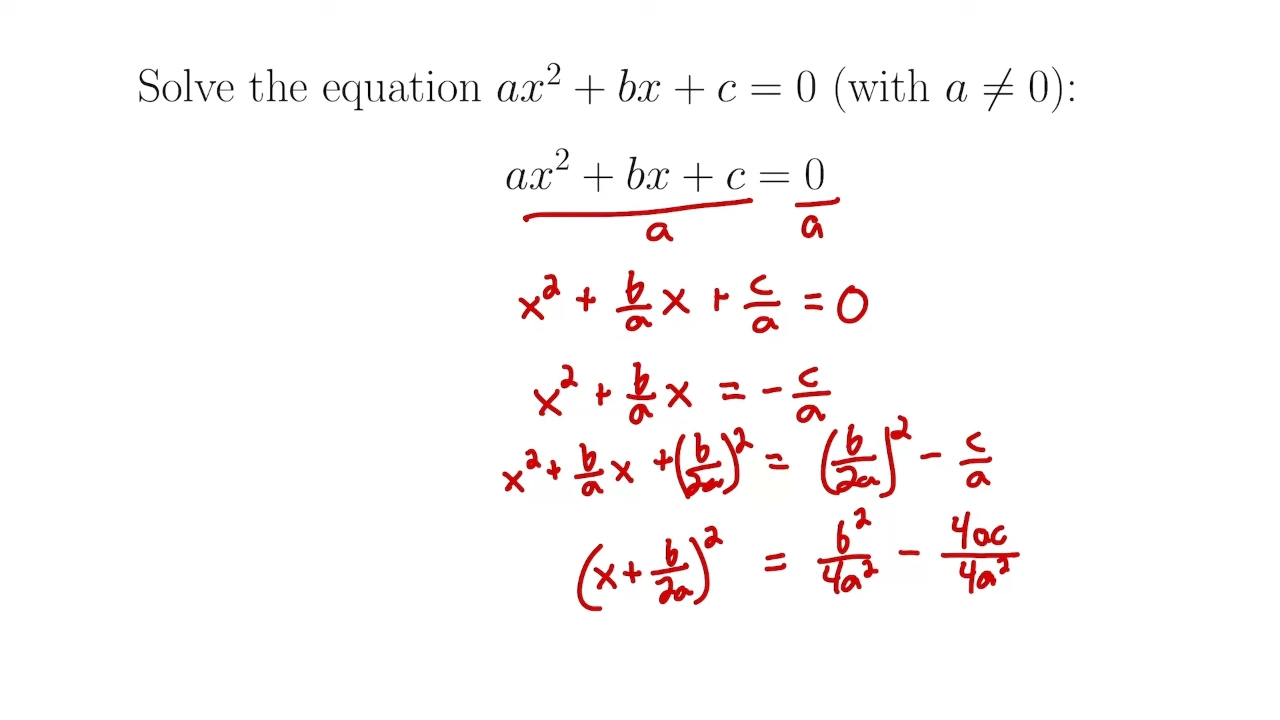 Solve the equation ax² + bx + c = 0 (with a ≠ 0):
ax² + bx + c = 0
a a
x² + b/a x + c/a = 0
x² + b/a x = - c/a
x² + b/a x + (b/2a)² = (b/2a)² - c/a
(x + b/2a)² = b²/4a² - 4ac/4a²